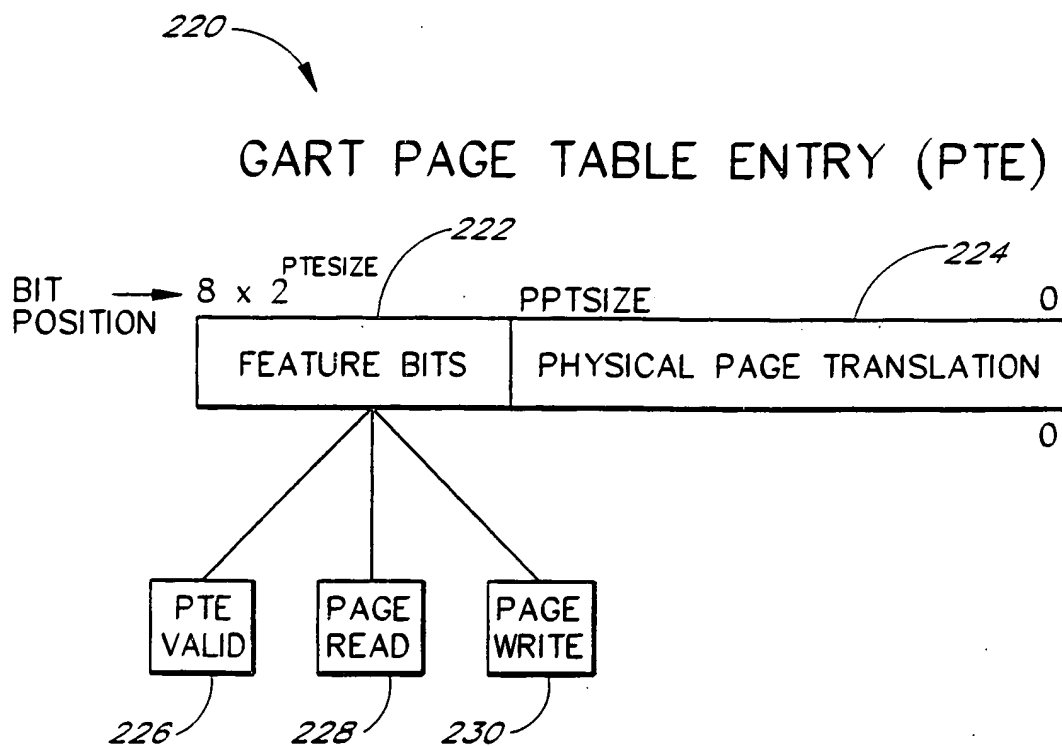 220
GART PAGE TABLE ENTRY (PTE)
222
224
BIT POSITION
8 x 2^PTESIZE
PPTSIZE
0
FEATURE BITS
PHYSICAL PAGE TRANSLATION
0
PTE
VALID
PAGE
READ
PAGE
WRITE
226
228
230